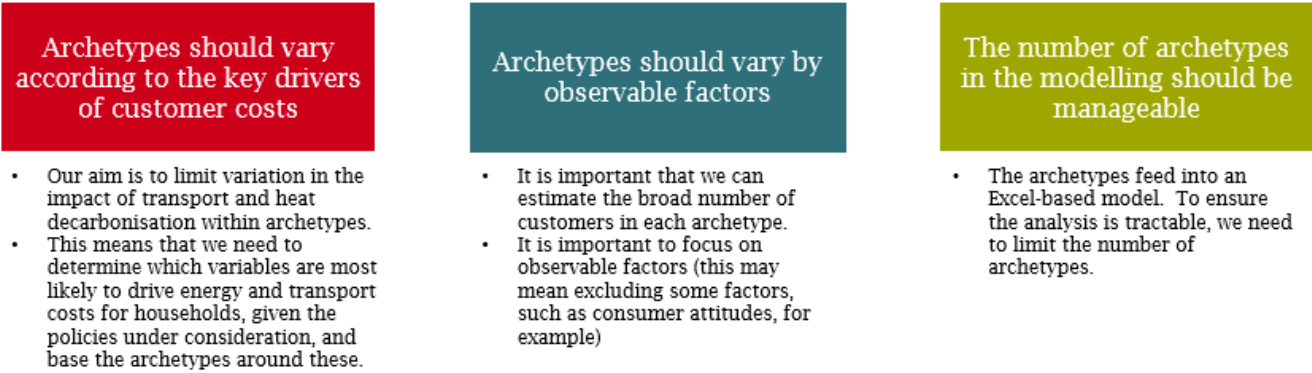 Archetypes should vary
according to the key drivers
of customer costs
• Our aim is to limit variation in the
impact of transport and heat
decarbonisation within archetypes.
• This means that we need to
determine which variables are most
likely to drive energy and transport
costs for households, given the
policies under consideration, and
base the archetypes around these.
Archetypes should vary by
observable factors
• It is important that we can
estimate the broad number of
customers in each archetype.
• It is important to focus on
observable factors (this may
mean excluding some factors,
such as consumer attitudes, for
example)
The number of archetypes
in the modelling should be
manageable
• The archetypes feed into an
Excel-based model.  To ensure
the analysis is tractable, we need
to limit the number of
archetypes.